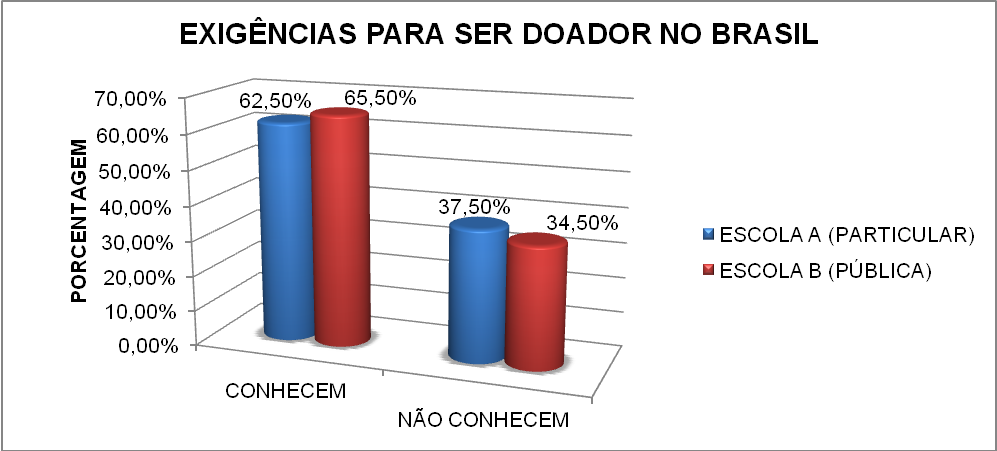 EXIGÊNCIAS PARA SER DOADOR NO BRASIL
PORCENTAGEM
70,00%
60,00%
50,00%
40,00%
30,00%
20,00%
10,00%
0,00%
62,50%
65,50%
37,50%
34,50%
CONHECEM
NÃO CONHECEM
ESCOLA A (PARTICULAR)
ESCOLA B (PÚBLICA)